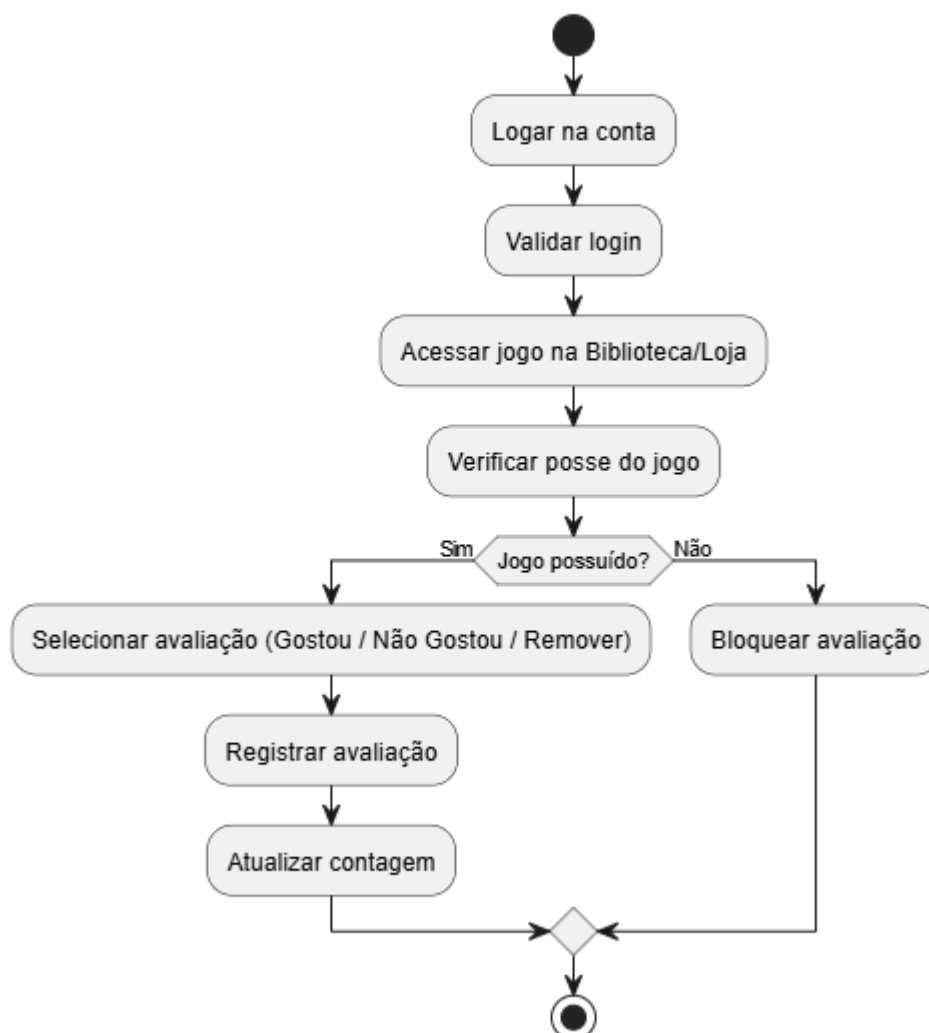 Logar na conta
Validar login
Acessar jogo na Biblioteca/Loja
Verificar posse do jogo
Sim
Jogo possuído?
Não
Selecionar avaliação (Gostou / Não Gostou / Remover)
Bloquear avaliação
Registrar avaliação
Atualizar contagem